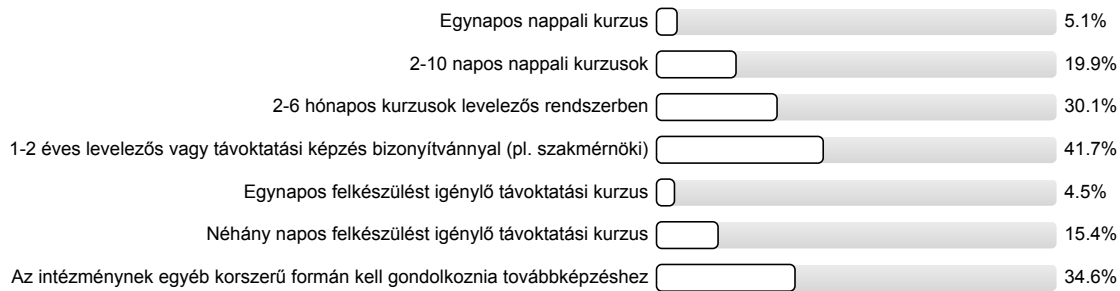 Egynapos nappali kurzus 5.1%
2-10 napos nappali kurzusok 19.9%
2-6 hónapos kurzusok levelezős rendszerben 30.1%
1-2 éves levelezős vagy távoktatási képzés bizonyítvánnyal (pl. szakmérnöki) 41.7%
Egynapos felkészülést igénylő távoktatási kurzus 4.5%
Néhány napos felkészülést igénylő távoktatási kurzus 15.4%
Az intézménynek egyéb korszerű formán kell gondolkoznia továbbképzéshez 34.6%